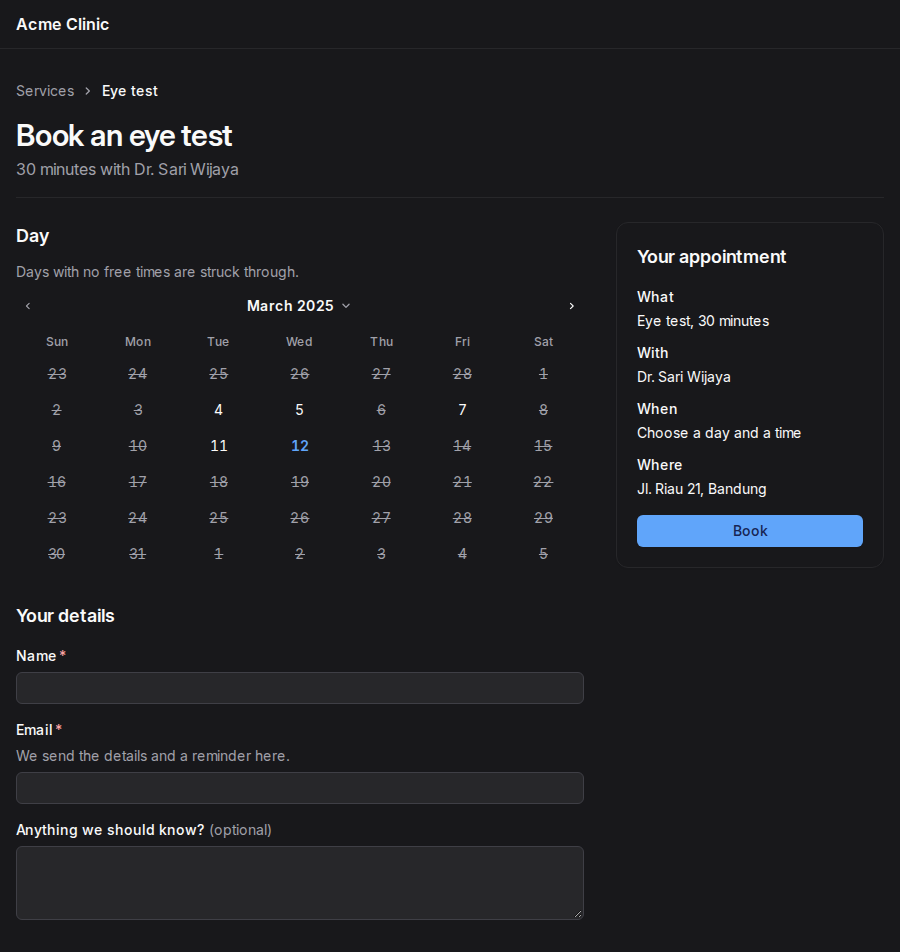 Acme Clinic
Services > Eye test
Book an eye test
30 minutes with Dr. Sari Wijaya
Day
Days with no free times are struck through.
March 2025
Sun Mon Tue Wed Thu Fri Sat
23 24 25 26 27 28 1
2 3 4 5 6 7 8
9 10 11 12 13 14 15
16 17 18 19 20 21 22
23 24 25 26 27 28 29
30 31 1 2 3 4 5
Your details
Name *
Email *
We send the details and a reminder here.
Anything we should know? (optional)
Your appointment
What
Eye test, 30 minutes
With
Dr. Sari Wijaya
When
Choose a day and a time
Where
Jl. Riau 21, Bandung
Book